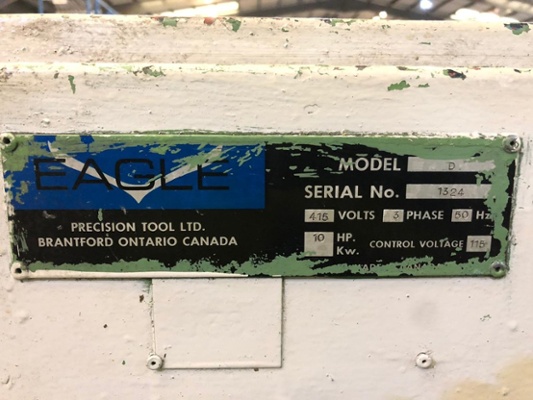 EAGLE
PRECISION TOOL LTD.
BRANTFORD ONTARIO CANADA
MODEL D
SERIAL No. 1324
415 VOLTS 3 PHASE 50 Hz
10 HP.
Kw.
CONTROL VOLTAGE 115